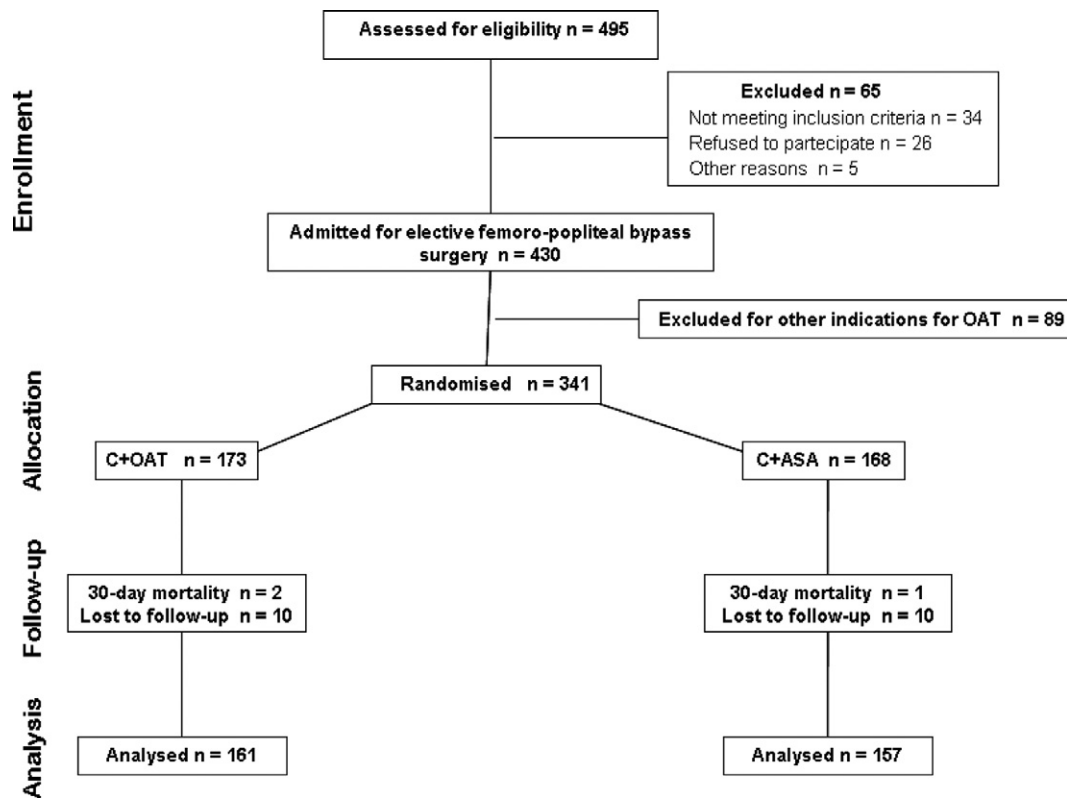 Assessed for eligibility n = 495
Enrollment
Excluded n = 65
Not meeting inclusion criteria n = 34
Refused to partecipate n = 26
Other reasons n = 5
Admitted for elective femoro-popliteal bypass
surgery n = 430
Excluded for other indications for OAT n = 89
Randomised n = 341
Allocation
C+OAT n = 173
C+ASA n = 168
Follow-up
30-day mortality n = 2
Lost to follow-up n = 10
30-day mortality n = 1
Lost to follow-up n = 10
Analysis
Analysed n = 161
Analysed n = 157